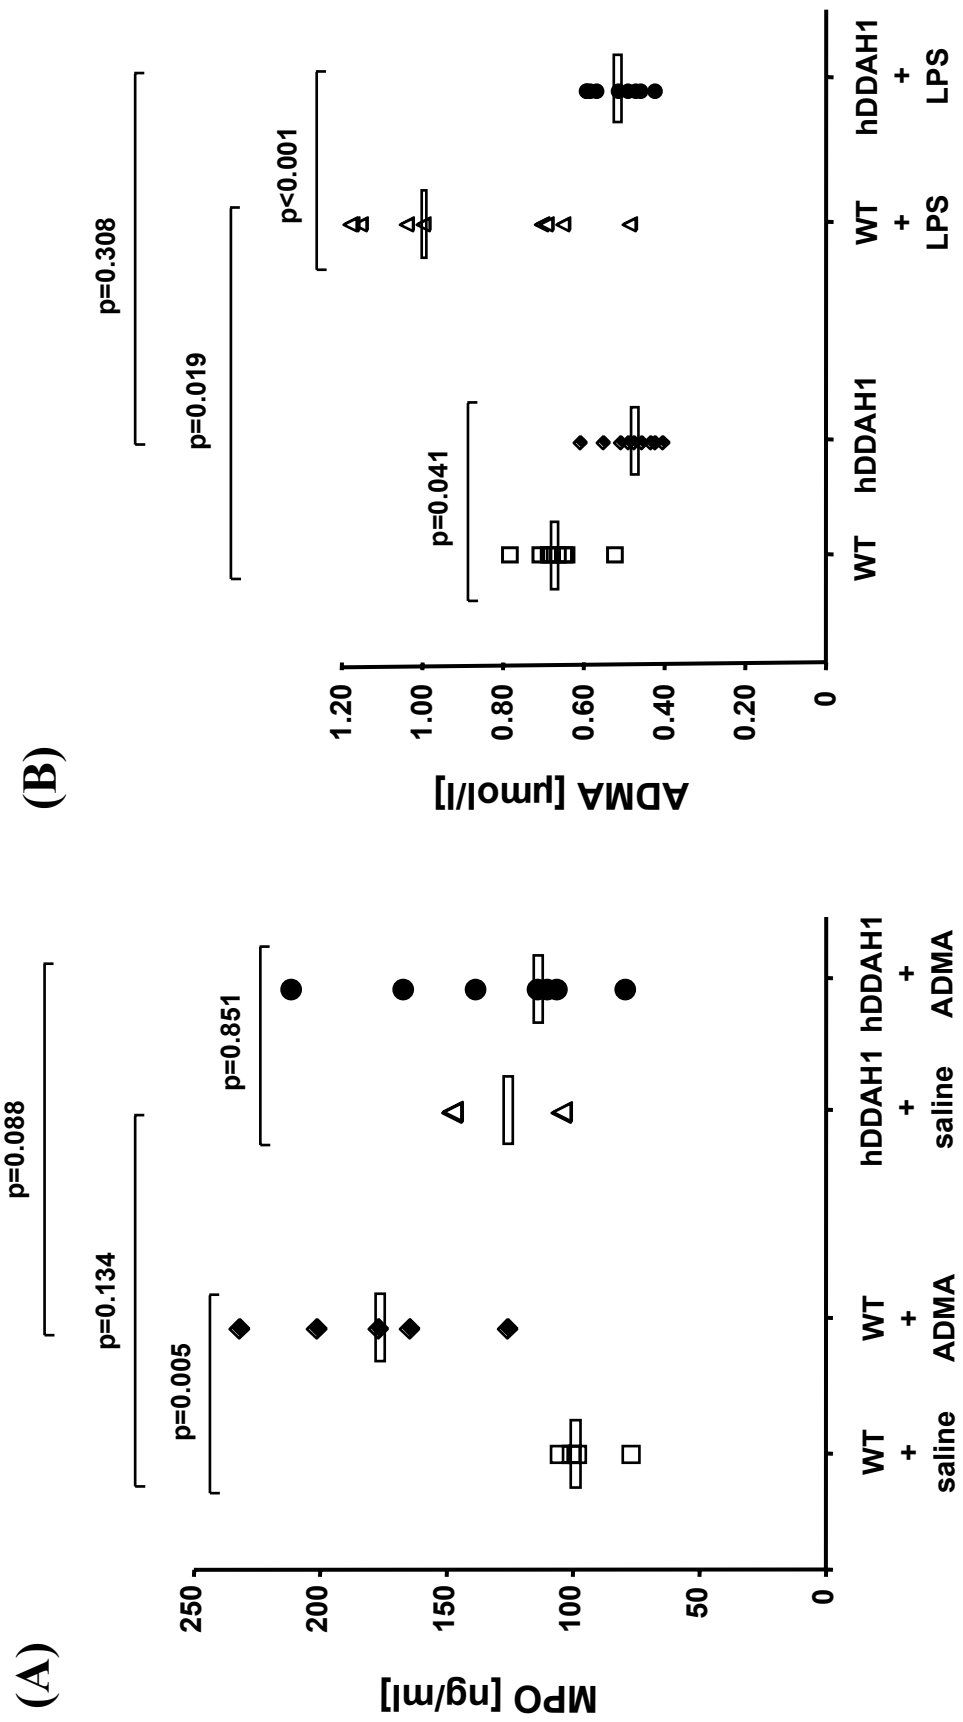 (A)
MPO [ng/ml]
250
200
150
100
50
0
p=0.088
p=0.134
p=0.005
p=0.851
WT
+
saline
WT
+
ADMA
hDDAH1
+
saline
hDDAH1
+
ADMA
(B)
ADMA [µmol/l]
1.20
1.00
0.80
0.60
0.40
0.20
0
p=0.308
p=0.019
p=0.041
p<0.001
WT
hDDAH1
WT
+
LPS
hDDAH1
+
LPS